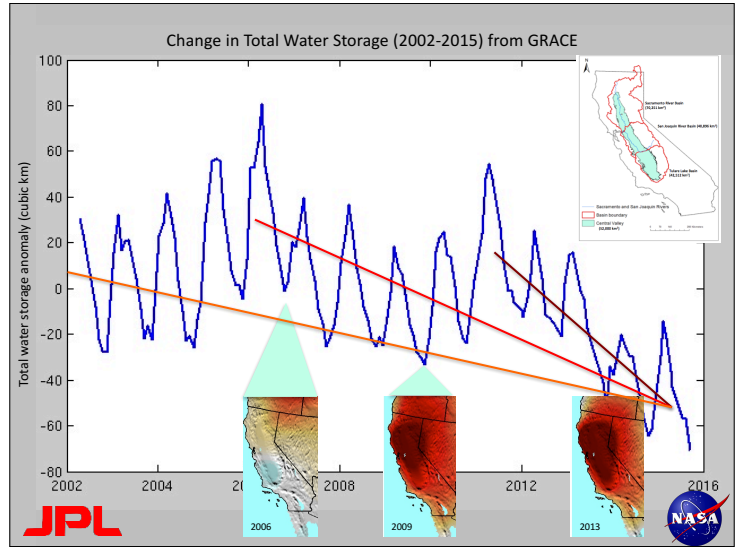 Change in Total Water Storage (2002-2015) from GRACE
Total water storage anomaly (cubic km)
100
80
60
40
20
0
-20
-40
-60
-80
2002
2004
2008
2012
2016
N
Sacramento River Basin
San Joaquin River Basin
Tulare Lake Basin
Sacramento and San Joaquin Rivers
Basin boundary
Central Valley
2006
2009
2013
JPL
NASA